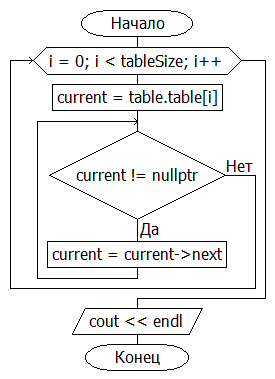 Начало
i = 0; i < tableSize; i++
current = table.table[i]
current != nullptr
Нет
Да
current = current->next
cout << endl
Конец